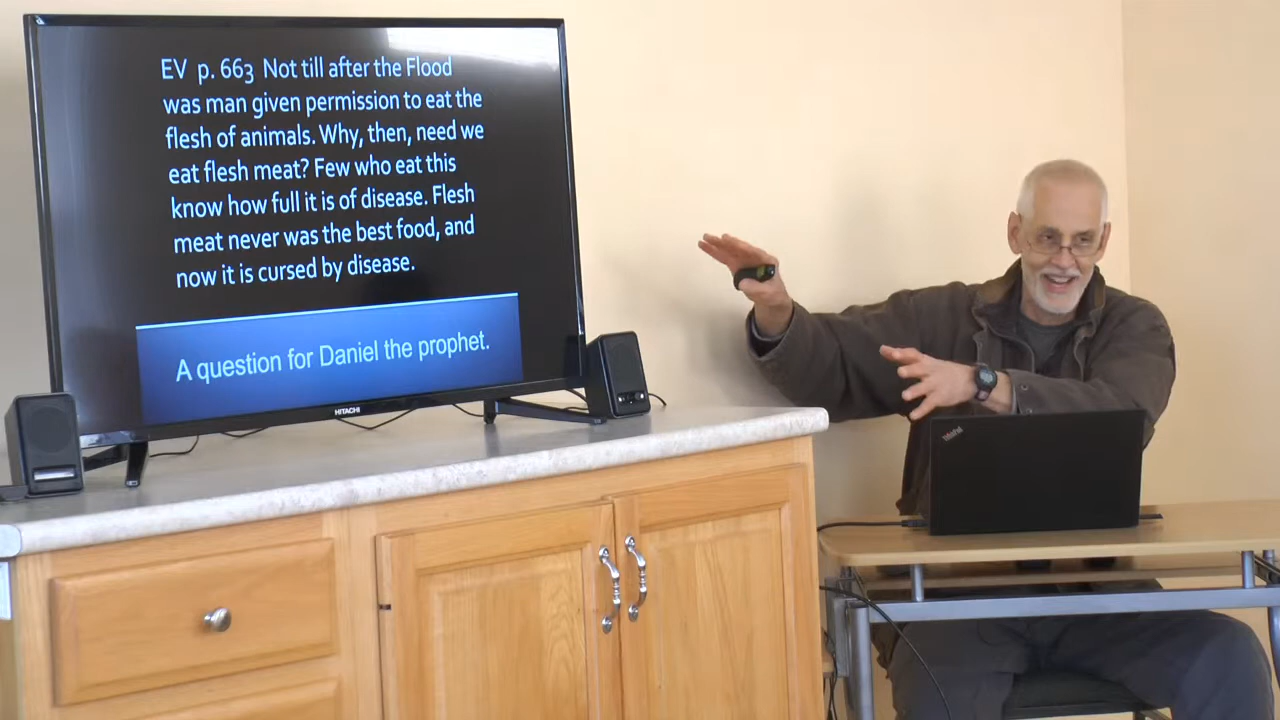 EV p. 663 Not till after the Flood
was man given permission to eat the
flesh of animals. Why, then, need we
eat flesh meat? Few who eat this
know how full it is of disease. Flesh
meat never was the best food, and
now it is cursed by disease.
A question for Daniel the prophet.
HITACHI
ThinkPad